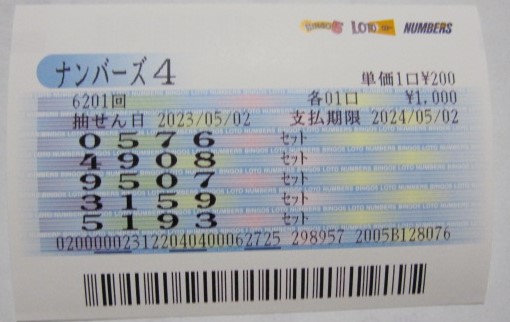 BINGO5 LOTO NUMBERS
ナンバーズ4
単価1口¥200
6201回 各01口 ¥1,000
抽せん日 2023/05/02 支払期限 2024/05/02
0576 セット
4908 セット
9507 セット
3159 セット
5193 セット
02000002312204040006 2725 298957 2005B128076